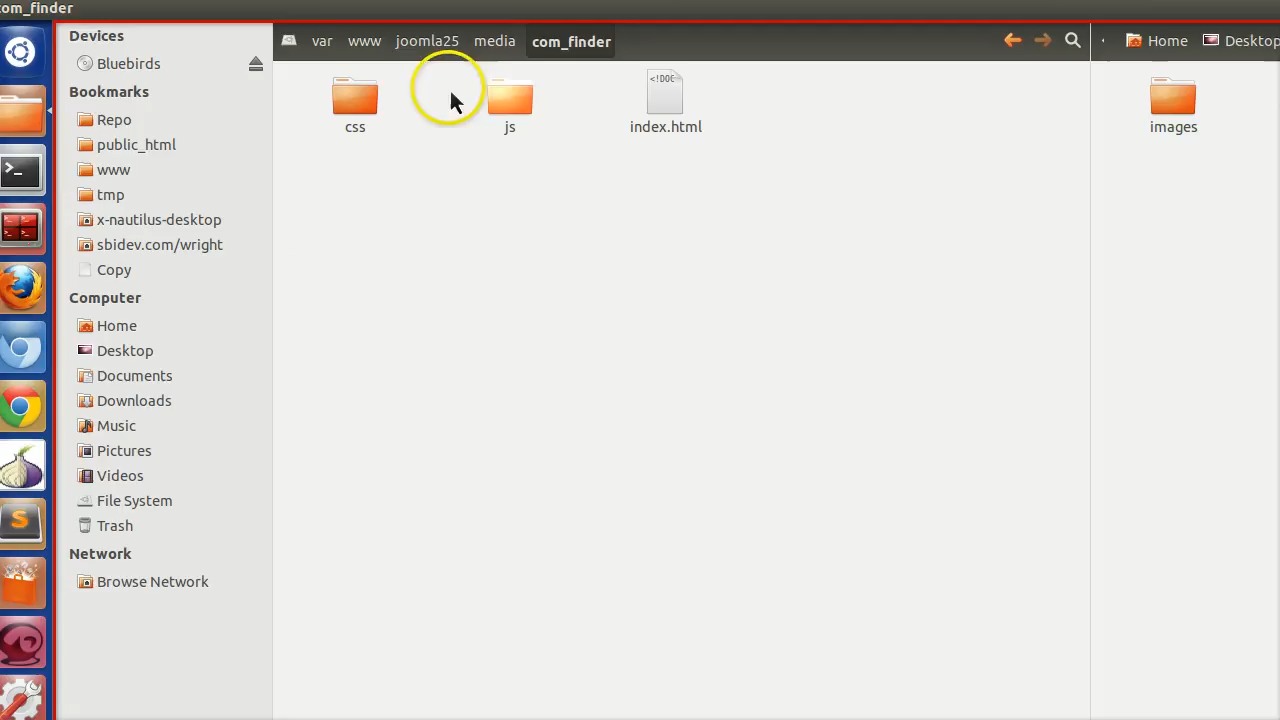 com_finder
Devices
Bluebirds
Bookmarks
Repo
public_html
www
tmp
x-nautilus-desktop
sbidev.com/wright
Copy
Computer
Home
Desktop
Documents
Downloads
Music
Pictures
Videos
File System
Trash
Network
Browse Network
var www joomla25 media com_finder
css js index.html
<!DOC
Home Desktop
images